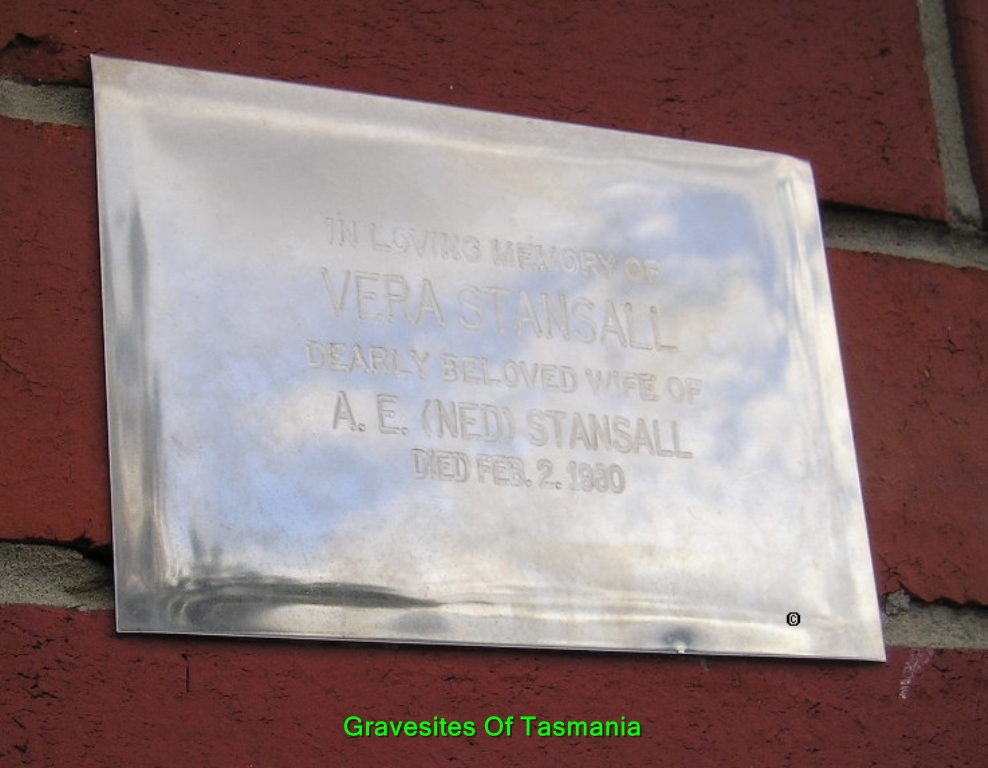 IN LOVING MEMORY OF
VERA STANSALL
DEARLY BELOVED WIFE OF
A. E. (NED) STANSALL
DIED FEB. 2. 1980
©
Gravesites Of Tasmania